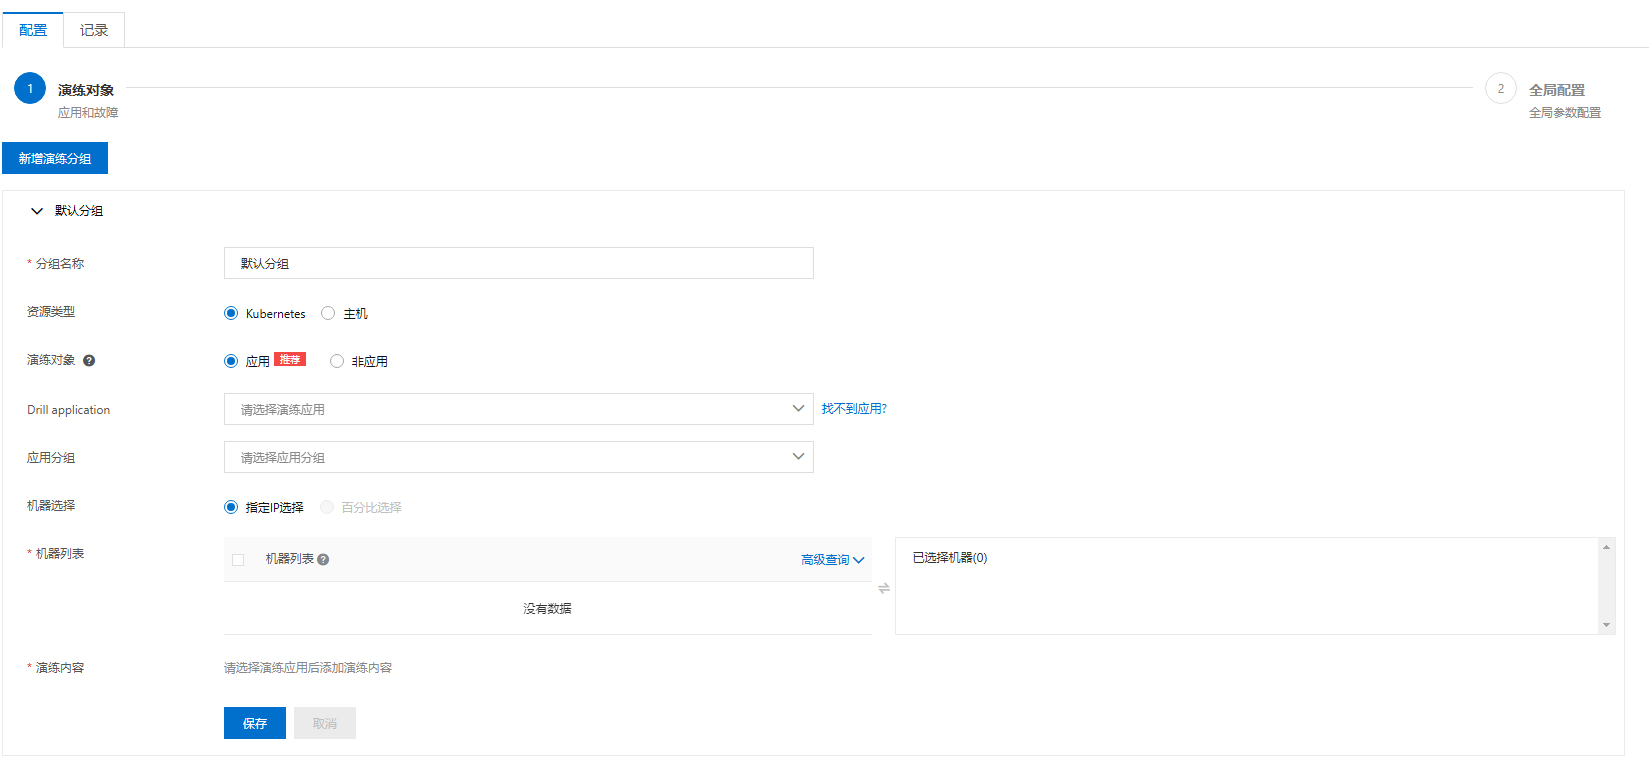 配置 记录
1 演练对象 2 全局配置
应用和故障 全局参数配置
新增演练分组
默认分组
* 分组名称 默认分组
资源类型 Kubernetes 主机
演练对象 ? 应用 推荐 非应用
Drill application 请选择演练应用 找不到应用?
应用分组 请选择应用分组
机器选择 指定IP选择 百分比选择
* 机器列表 机器列表 ? 高级查询 已选择机器(0)
没有数据
* 演练内容 请选择演练应用后添加演练内容
保存 取消